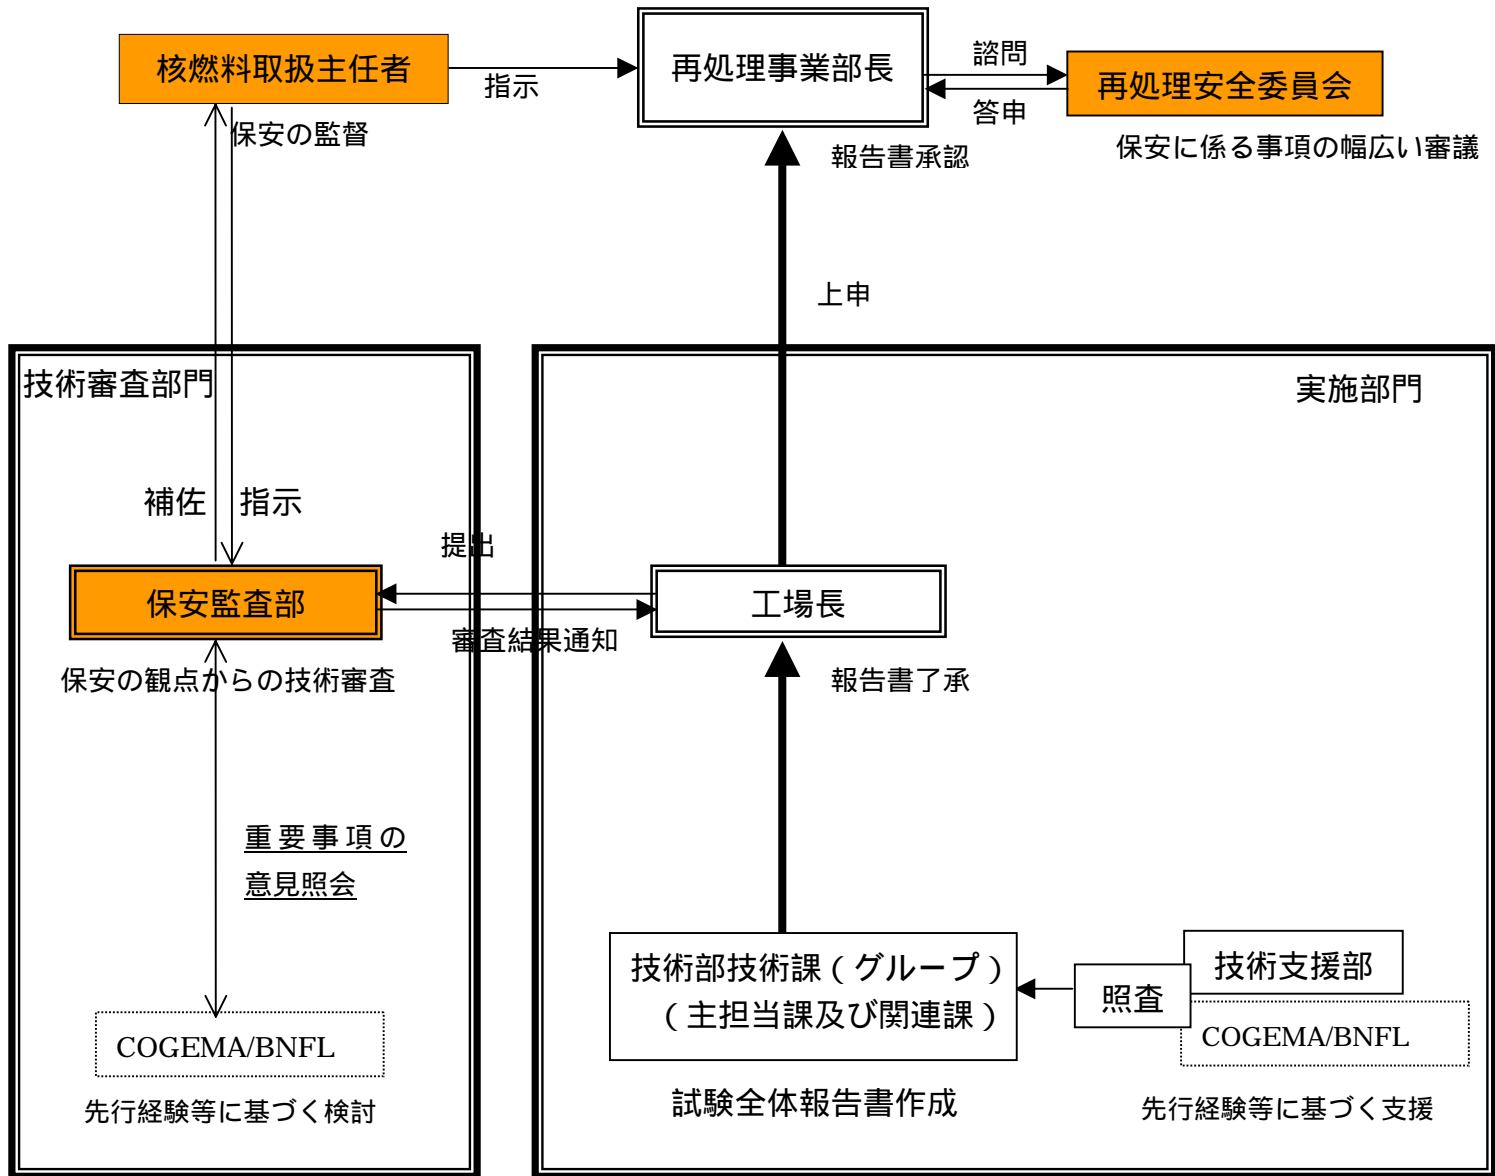 核燃料取扱主任者
指示
再処理事業部長
諮問
答申
再処理安全委員会
保安の監督
報告書承認
保安に係る事項の幅広い審議
上申
技術審査部門
実施部門
補佐
指示
提出
保安監査部
工場長
審査結果通知
保安の観点からの技術審査
報告書了承
重要事項の
意見照会
技術部技術課（グループ）
（主担当課及び関連課）
照査
技術支援部
COGEMA/BNFL
COGEMA/BNFL
先行経験等に基づく検討
試験全体報告書作成
先行経験等に基づく支援